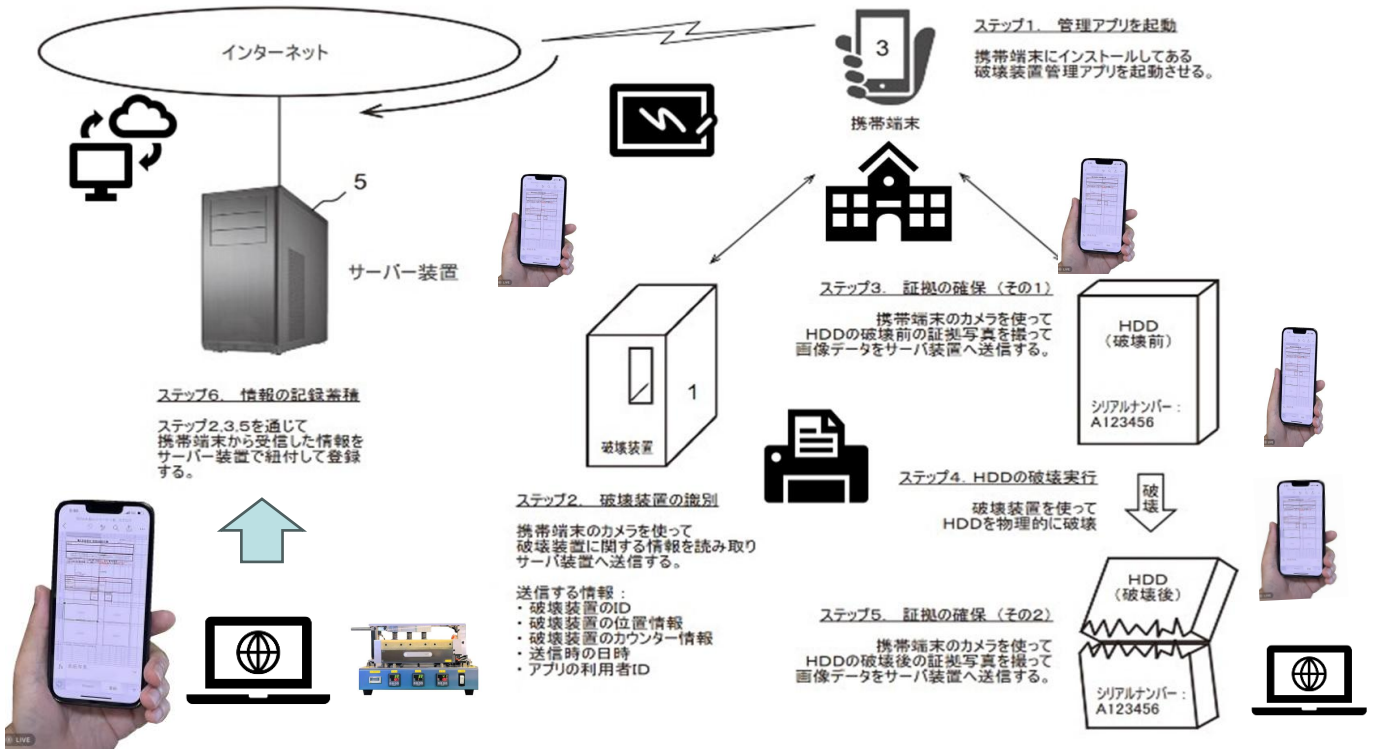 インターネット
3
携帯端末
ステップ1. 管理アプリを起動
携帯端末にインストールしてある
破壊装置管理アプリを起動させる。
5
サーバー装置
ステップ6. 情報の記録蓄積
ステップ2,3,5を通じて
携帯端末から受信した情報を
サーバー装置で紐付して登録
する。
1
破壊装置
ステップ2. 破壊装置の識別
携帯端末のカメラを使って
破壊装置に関する情報を読み取り
サーバ装置へ送信する。
送信する情報：
・破壊装置のID
・破壊装置の位置情報
・破壊装置のカウンター情報
・送信時の日時
・アプリの利用者ID
ステップ3. 証拠の確保（その1）
携帯端末のカメラを使って
HDDの破壊前の証拠写真を撮って
画像データをサーバ装置へ送信する。
HDD
（破壊前）
シリアルナンバー：
A123456
ステップ4. HDDの破壊実行
破壊装置を使って
HDDを物理的に破壊
破壊
ステップ5. 証拠の確保（その2）
携帯端末のカメラを使って
HDDの破壊後の証拠写真を撮って
画像データをサーバ装置へ送信する。
HDD
（破壊後）
シリアルナンバー：
A123456
LIVE